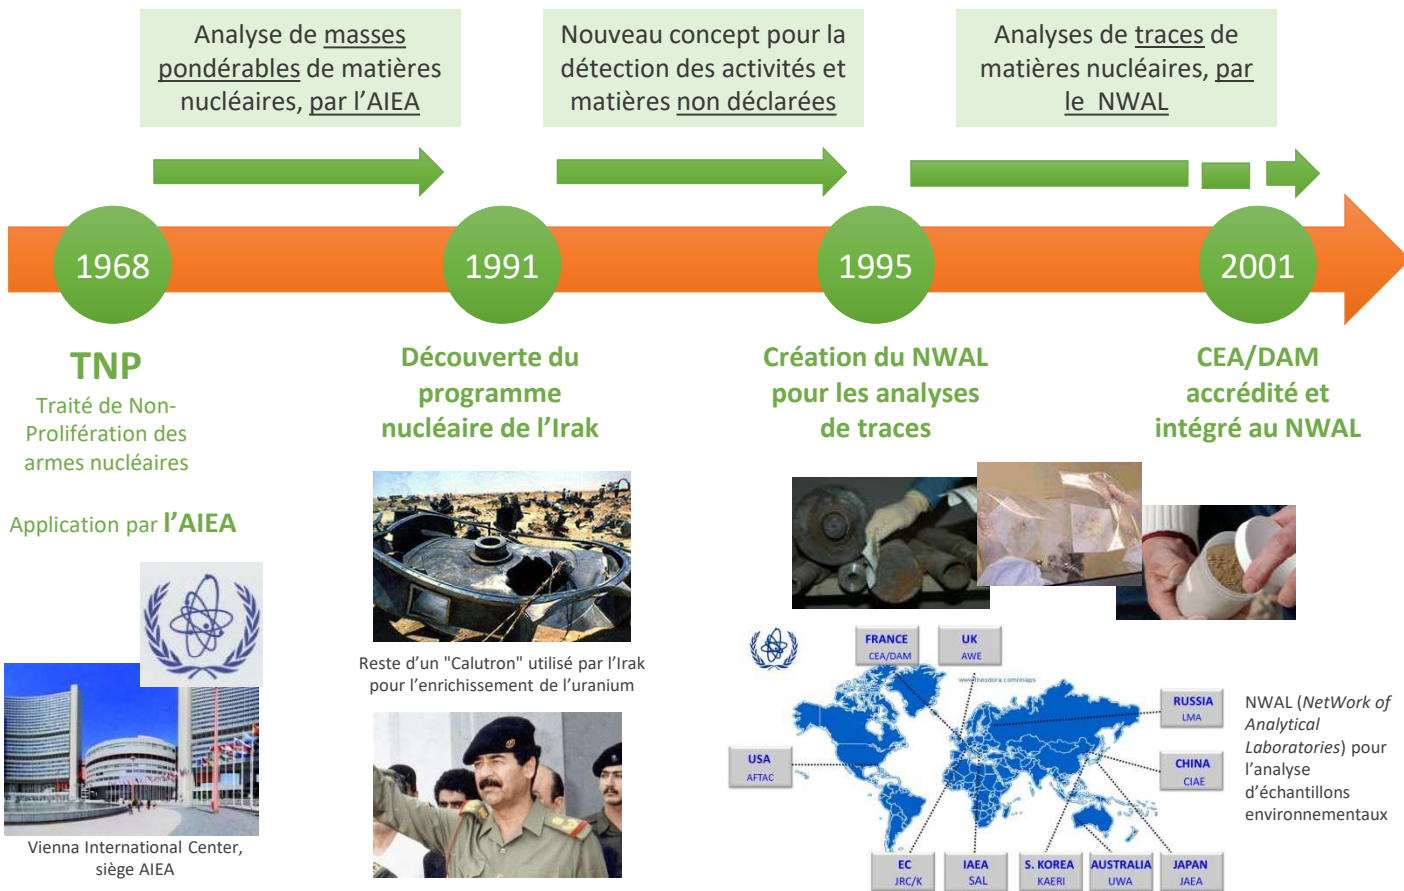 Analyse de masses
pondérables de matières
nucléaires, par l’AIEA
Nouveau concept pour la
détection des activités et
matières non déclarées
Analyses de traces de
matières nucléaires, par
le NWAL
1968
1991
1995
2001
TNP
Traité de Non-
Prolifération des
armes nucléaires
Application par l’AIEA
Vienna International Center,
siège AIEA
Découverte du
programme
nucléaire de l’Irak
Reste d’un "Calutron" utilisé par l’Irak
pour l’enrichissement de l’uranium
Création du NWAL
pour les analyses
de traces
CEA/DAM
accrédité et
intégré au NWAL
FRANCE
CEA/DAM
UK
AWE
www.theodora.com/maps
RUSSIA
LMA
USA
AFTAC
CHINA
CIAE
EC
JRC/K
IAEA
SAL
S. KOREA
KAERI
AUSTRALIA
UWA
JAPAN
JAEA
NWAL (NetWork of
Analytical
Laboratories) pour
l’analyse
d’échantillons
environnementaux